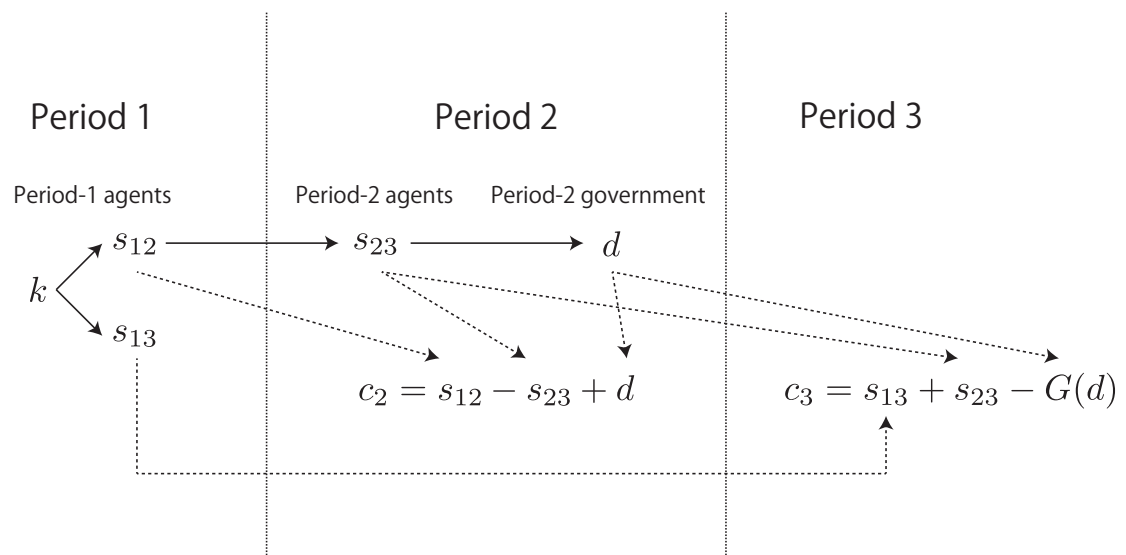 Period 1
Period 2
Period 3
Period-1 agents
Period-2 agents
Period-2 government
k
s₁₂
s₁₃
s₂₃
d
c₂ = s₁₂ − s₂₃ + d
c₃ = s₁₃ + s₂₃ − G(d)